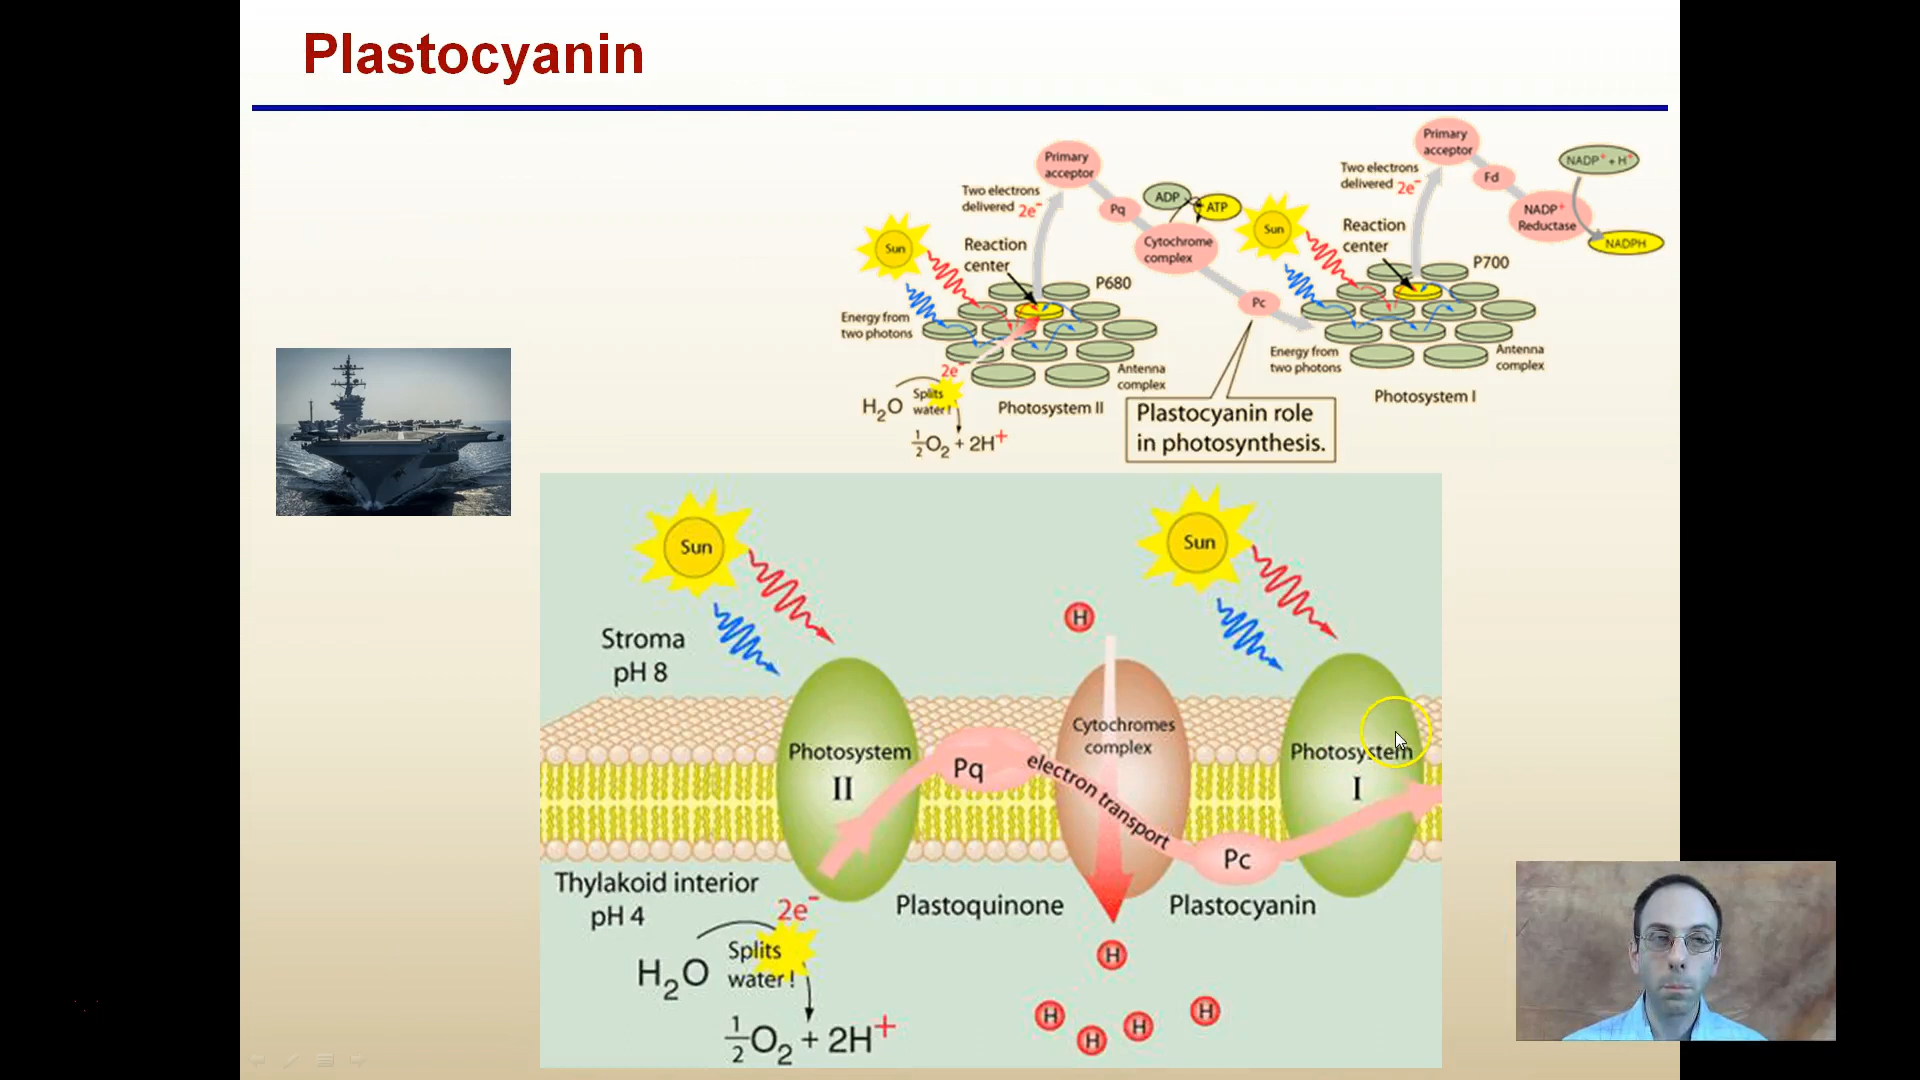 Plastocyanin
Primary
acceptor
Two electrons
delivered 2e⁻
Pq
ADP
ATP
Cytochrome
complex
Sun
Reaction
center
P680
Energy from
two photons
Pc
2e⁻
Antenna
complex
H₂O
Splits
water!
Photosystem II
½O₂ + 2H⁺
Primary
acceptor
Two electrons
delivered 2e⁻
Fd
NADP⁺ + H⁺
NADP⁺
Reductase
NADPH
Sun
Reaction
center
P700
Energy from
two photons
Antenna
complex
Photosystem I
Plastocyanin role
in photosynthesis.
Sun
Sun
H
Stroma
pH 8
Photosystem
II
Pq
electron transport
Cytochromes
complex
Pc
Photosystem
I
Thylakoid interior
pH 4
2e⁻
Plastoquinone
Plastocyanin
H₂O
Splits
water!
½O₂ + 2H⁺
H
H
H
H
H